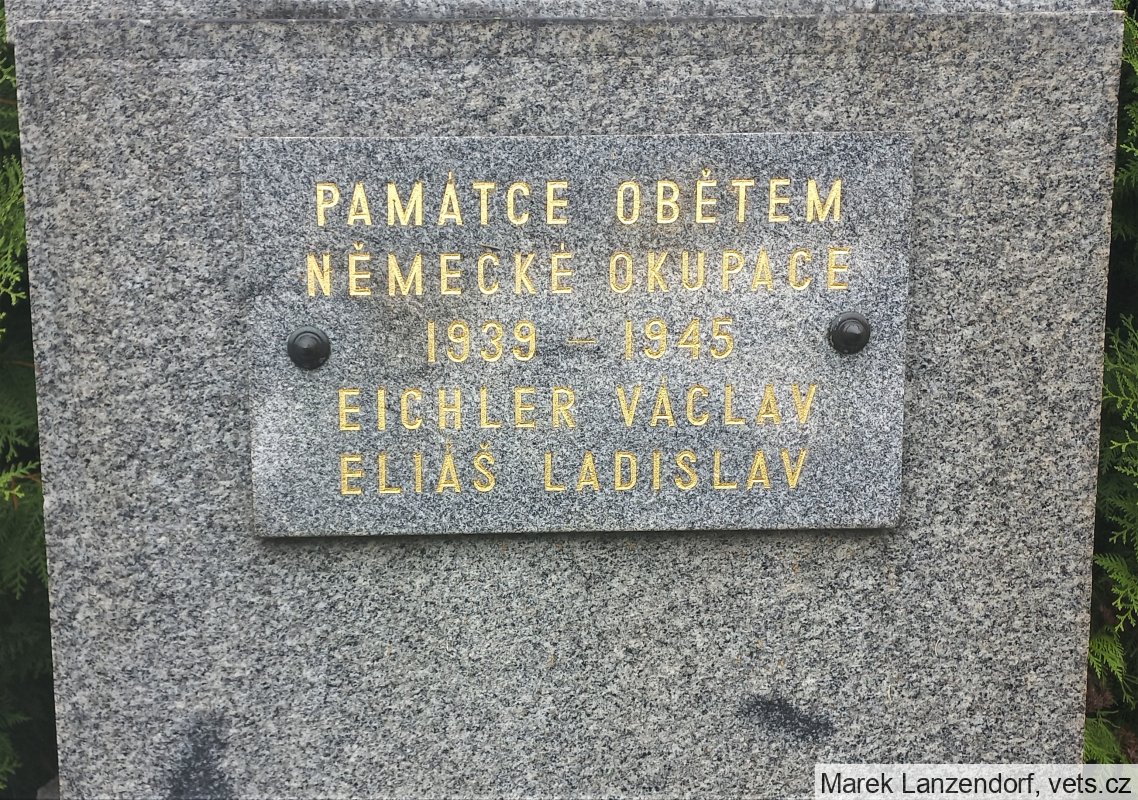 PAMÁTCE OBĚTEM
NĚMECKÉ OKUPACE
1939 – 1945
EICHLER VÁCLAV
ELIÁŠ LADISLAV
Marek Lanzendorf, vets.cz